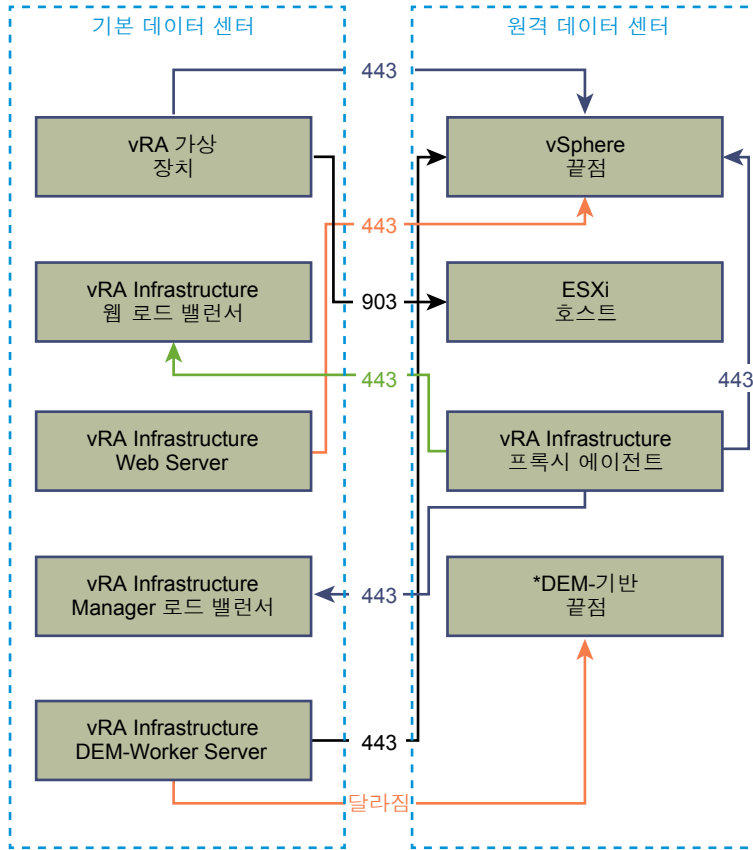 기본 데이터 센터
원격 데이터 센터
443
vRA 가상
장치
vSphere
끝점
443
vRA Infrastructure
웹 로드 밸런서
903
ESXi
호스트
443
443
vRA Infrastructure
Web Server
vRA Infrastructure
프록시 에이전트
vRA Infrastructure
Manager 로드 밸런서
443
*DEM-기반
끝점
vRA Infrastructure
DEM-Worker Server
443
달라짐